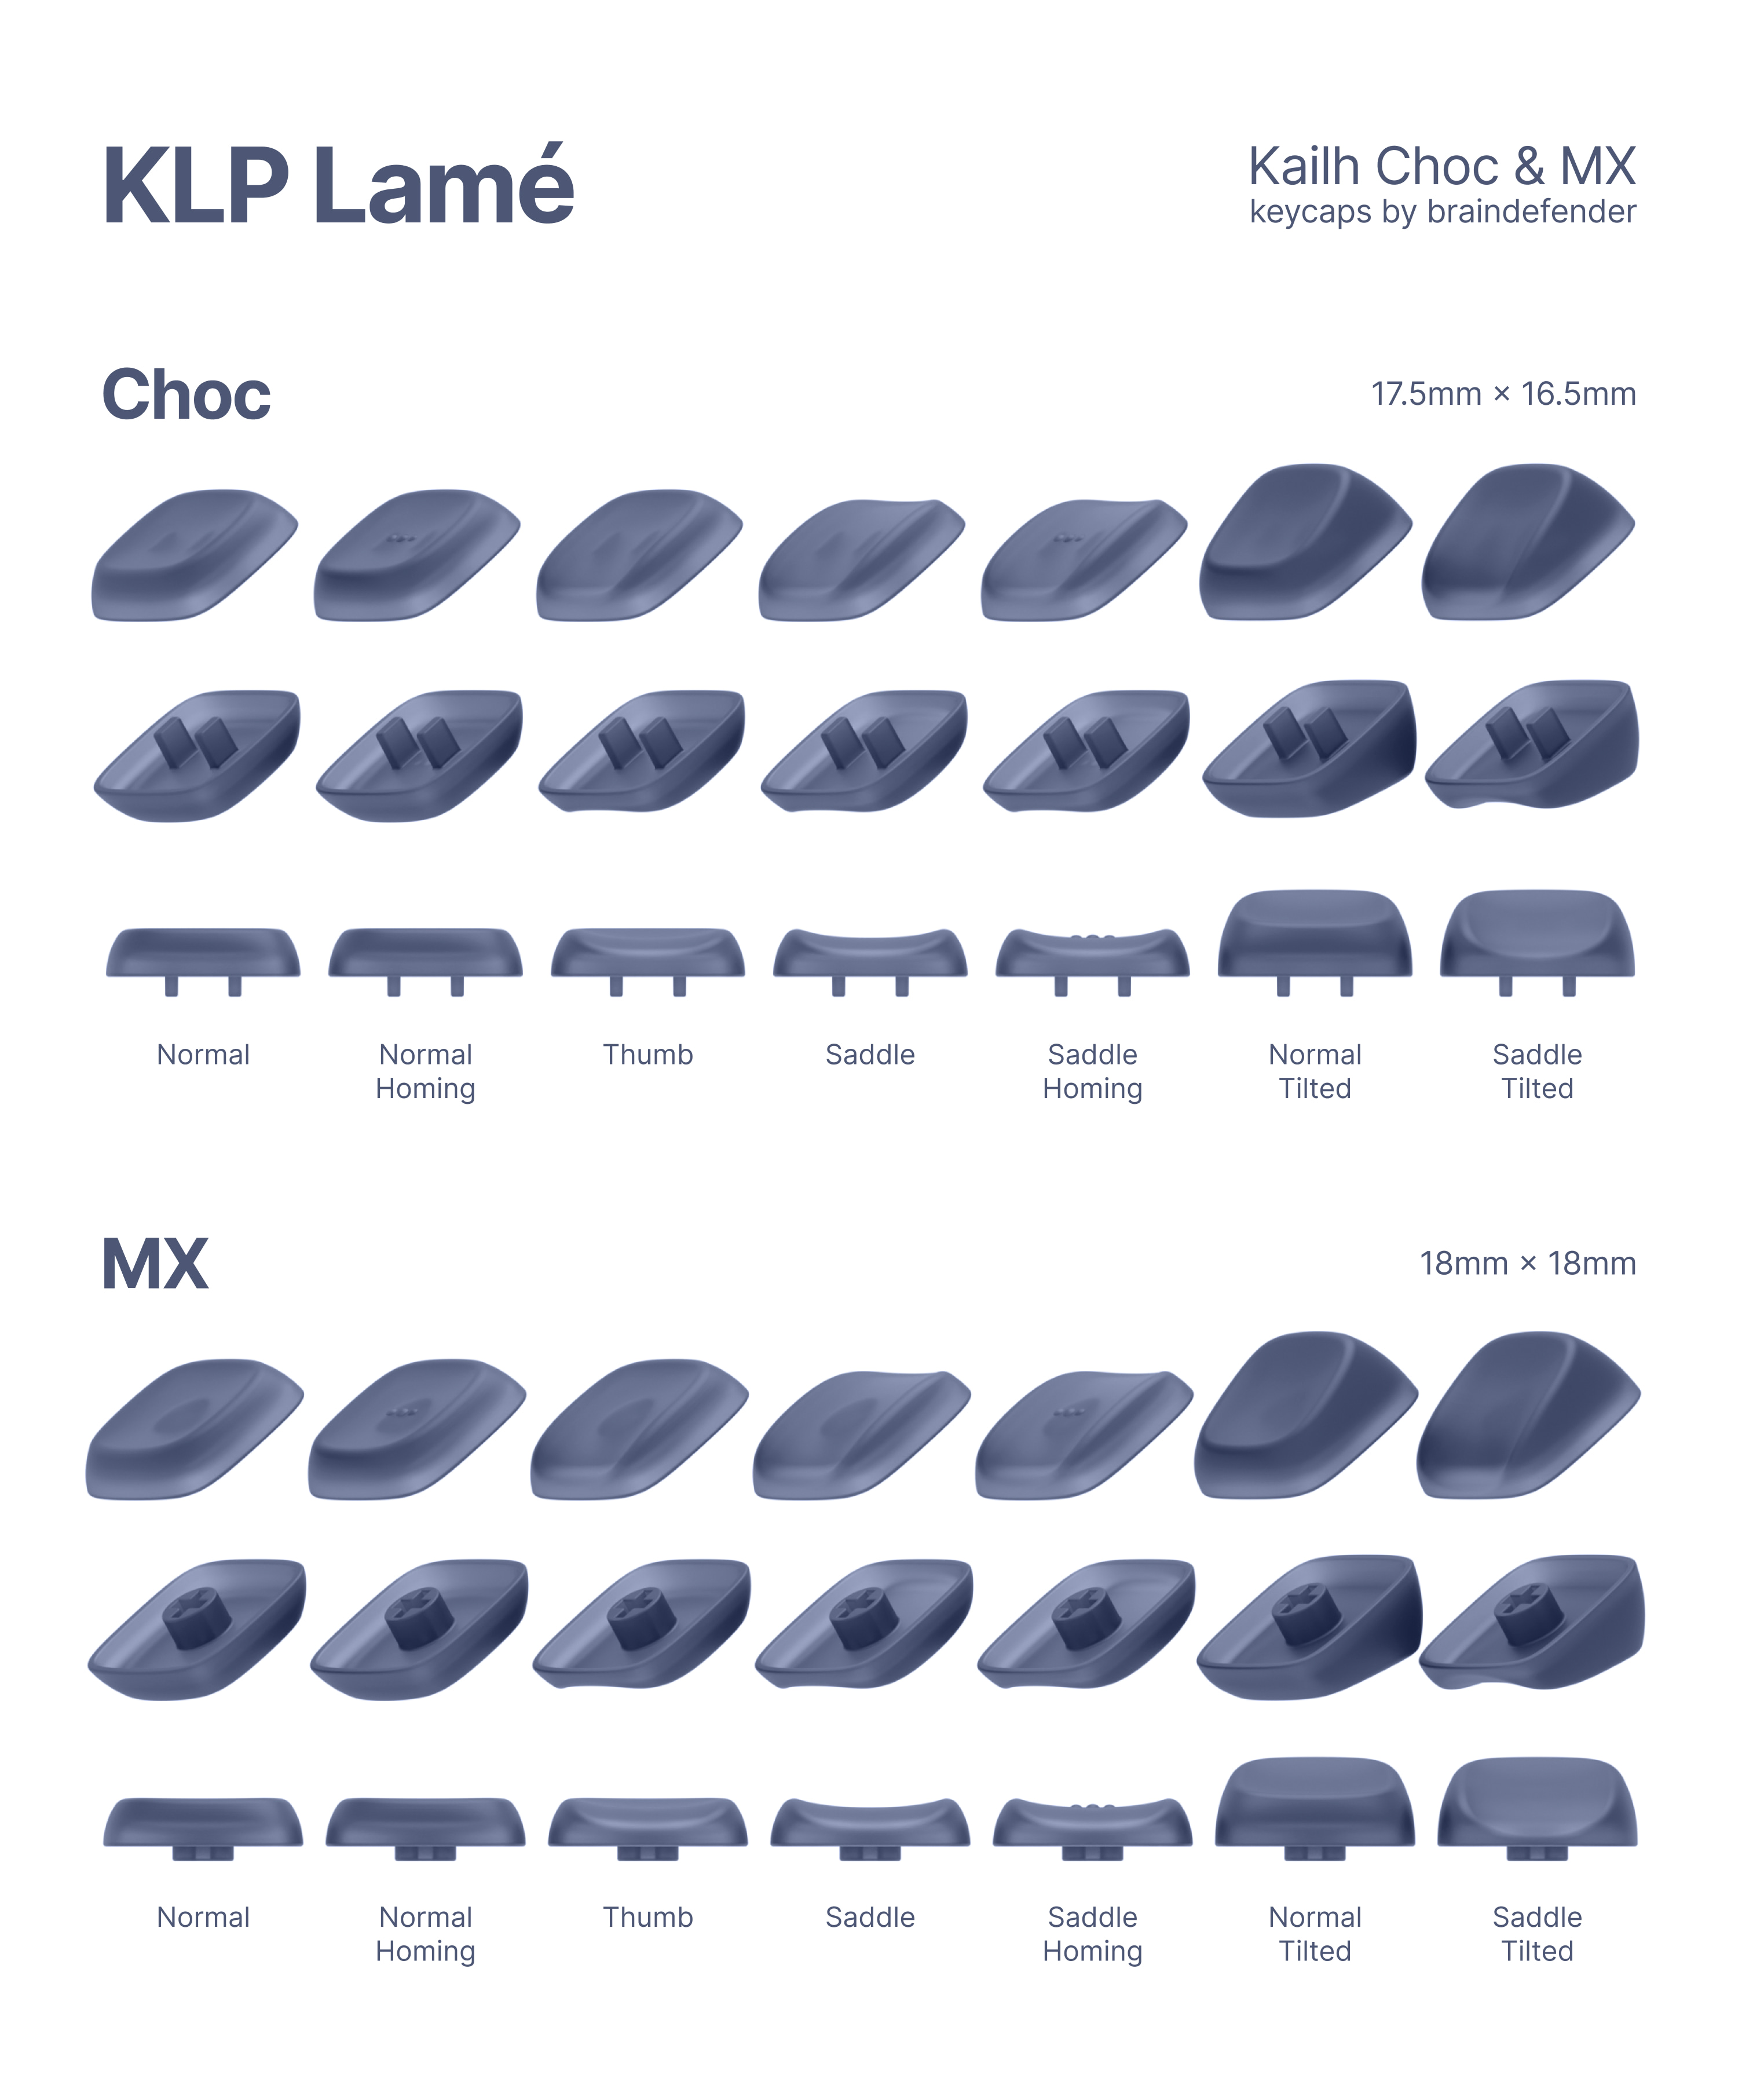 KLP Lamé
Kailh Choc & MX
keycaps by braindefender
Choc
17.5mm × 16.5mm
Normal
Normal
Homing
Thumb
Saddle
Saddle
Homing
Normal
Tilted
Saddle
Tilted
MX
18mm × 18mm
Normal
Normal
Homing
Thumb
Saddle
Saddle
Homing
Normal
Tilted
Saddle
Tilted